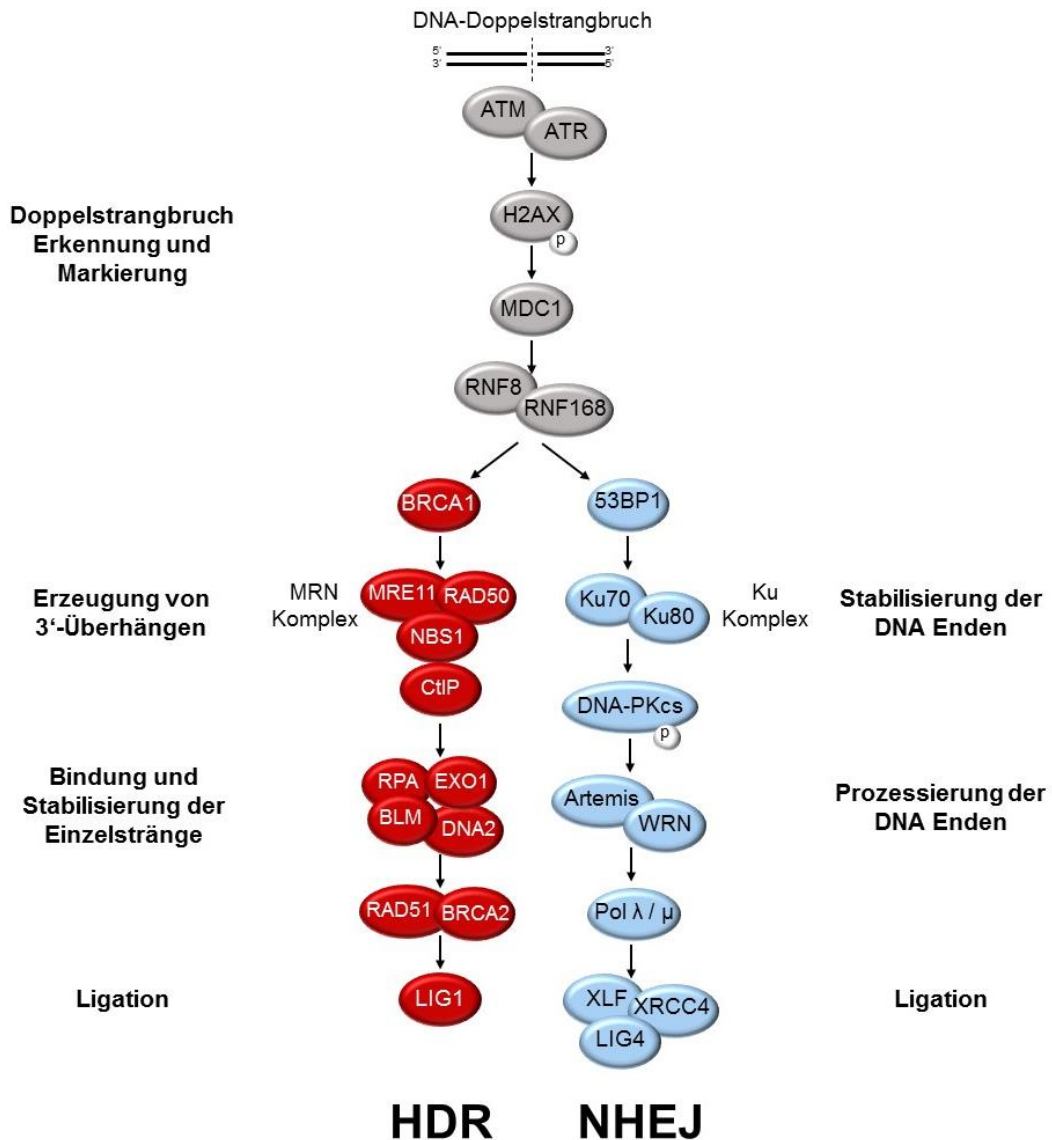 DNA-Doppelstrangbruch
5' 3'
3' 5'
ATM
ATR
Doppelstrangbruch
Erkennung und
Markierung
H2AX
p
MDC1
RNF8
RNF168
BRCA1
53BP1
Erzeugung von
3‘-Überhängen
MRN
Komplex
MRE11
RAD50
NBS1
CtIP
Ku70
Ku80
Ku
Komplex
Stabilisierung der
DNA Enden
DNA-PKcs
p
Bindung und
Stabilisierung der
Einzelstränge
RPA
EXO1
BLM
DNA2
Artemis
WRN
Prozessierung der
DNA Enden
RAD51
BRCA2
Pol λ / μ
Ligation
LIG1
XLF
XRCC4
LIG4
Ligation
HDR
NHEJ